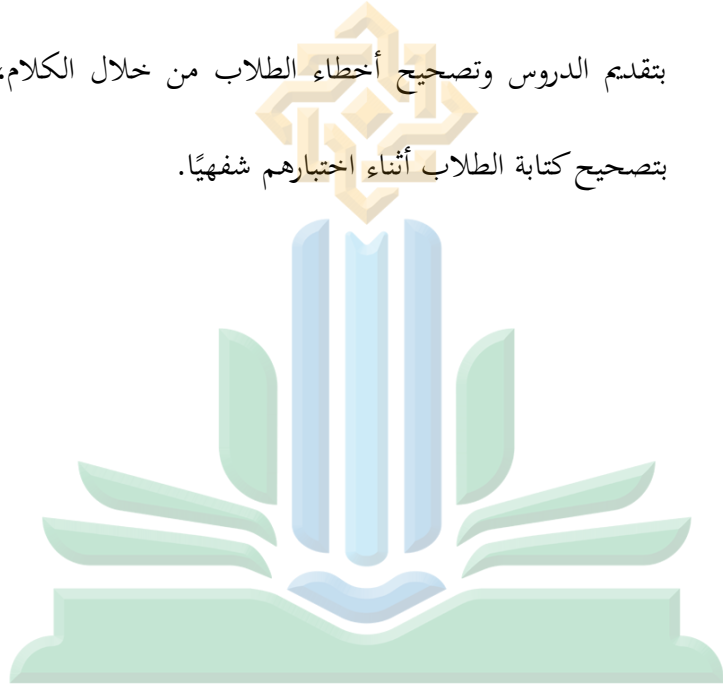 بتقديم الدروس وتصحيح أخطاء الطلاب من خلال الكلام،
بتصحيح كتابة الطلاب أثناء اختبارهم شفهيًا.